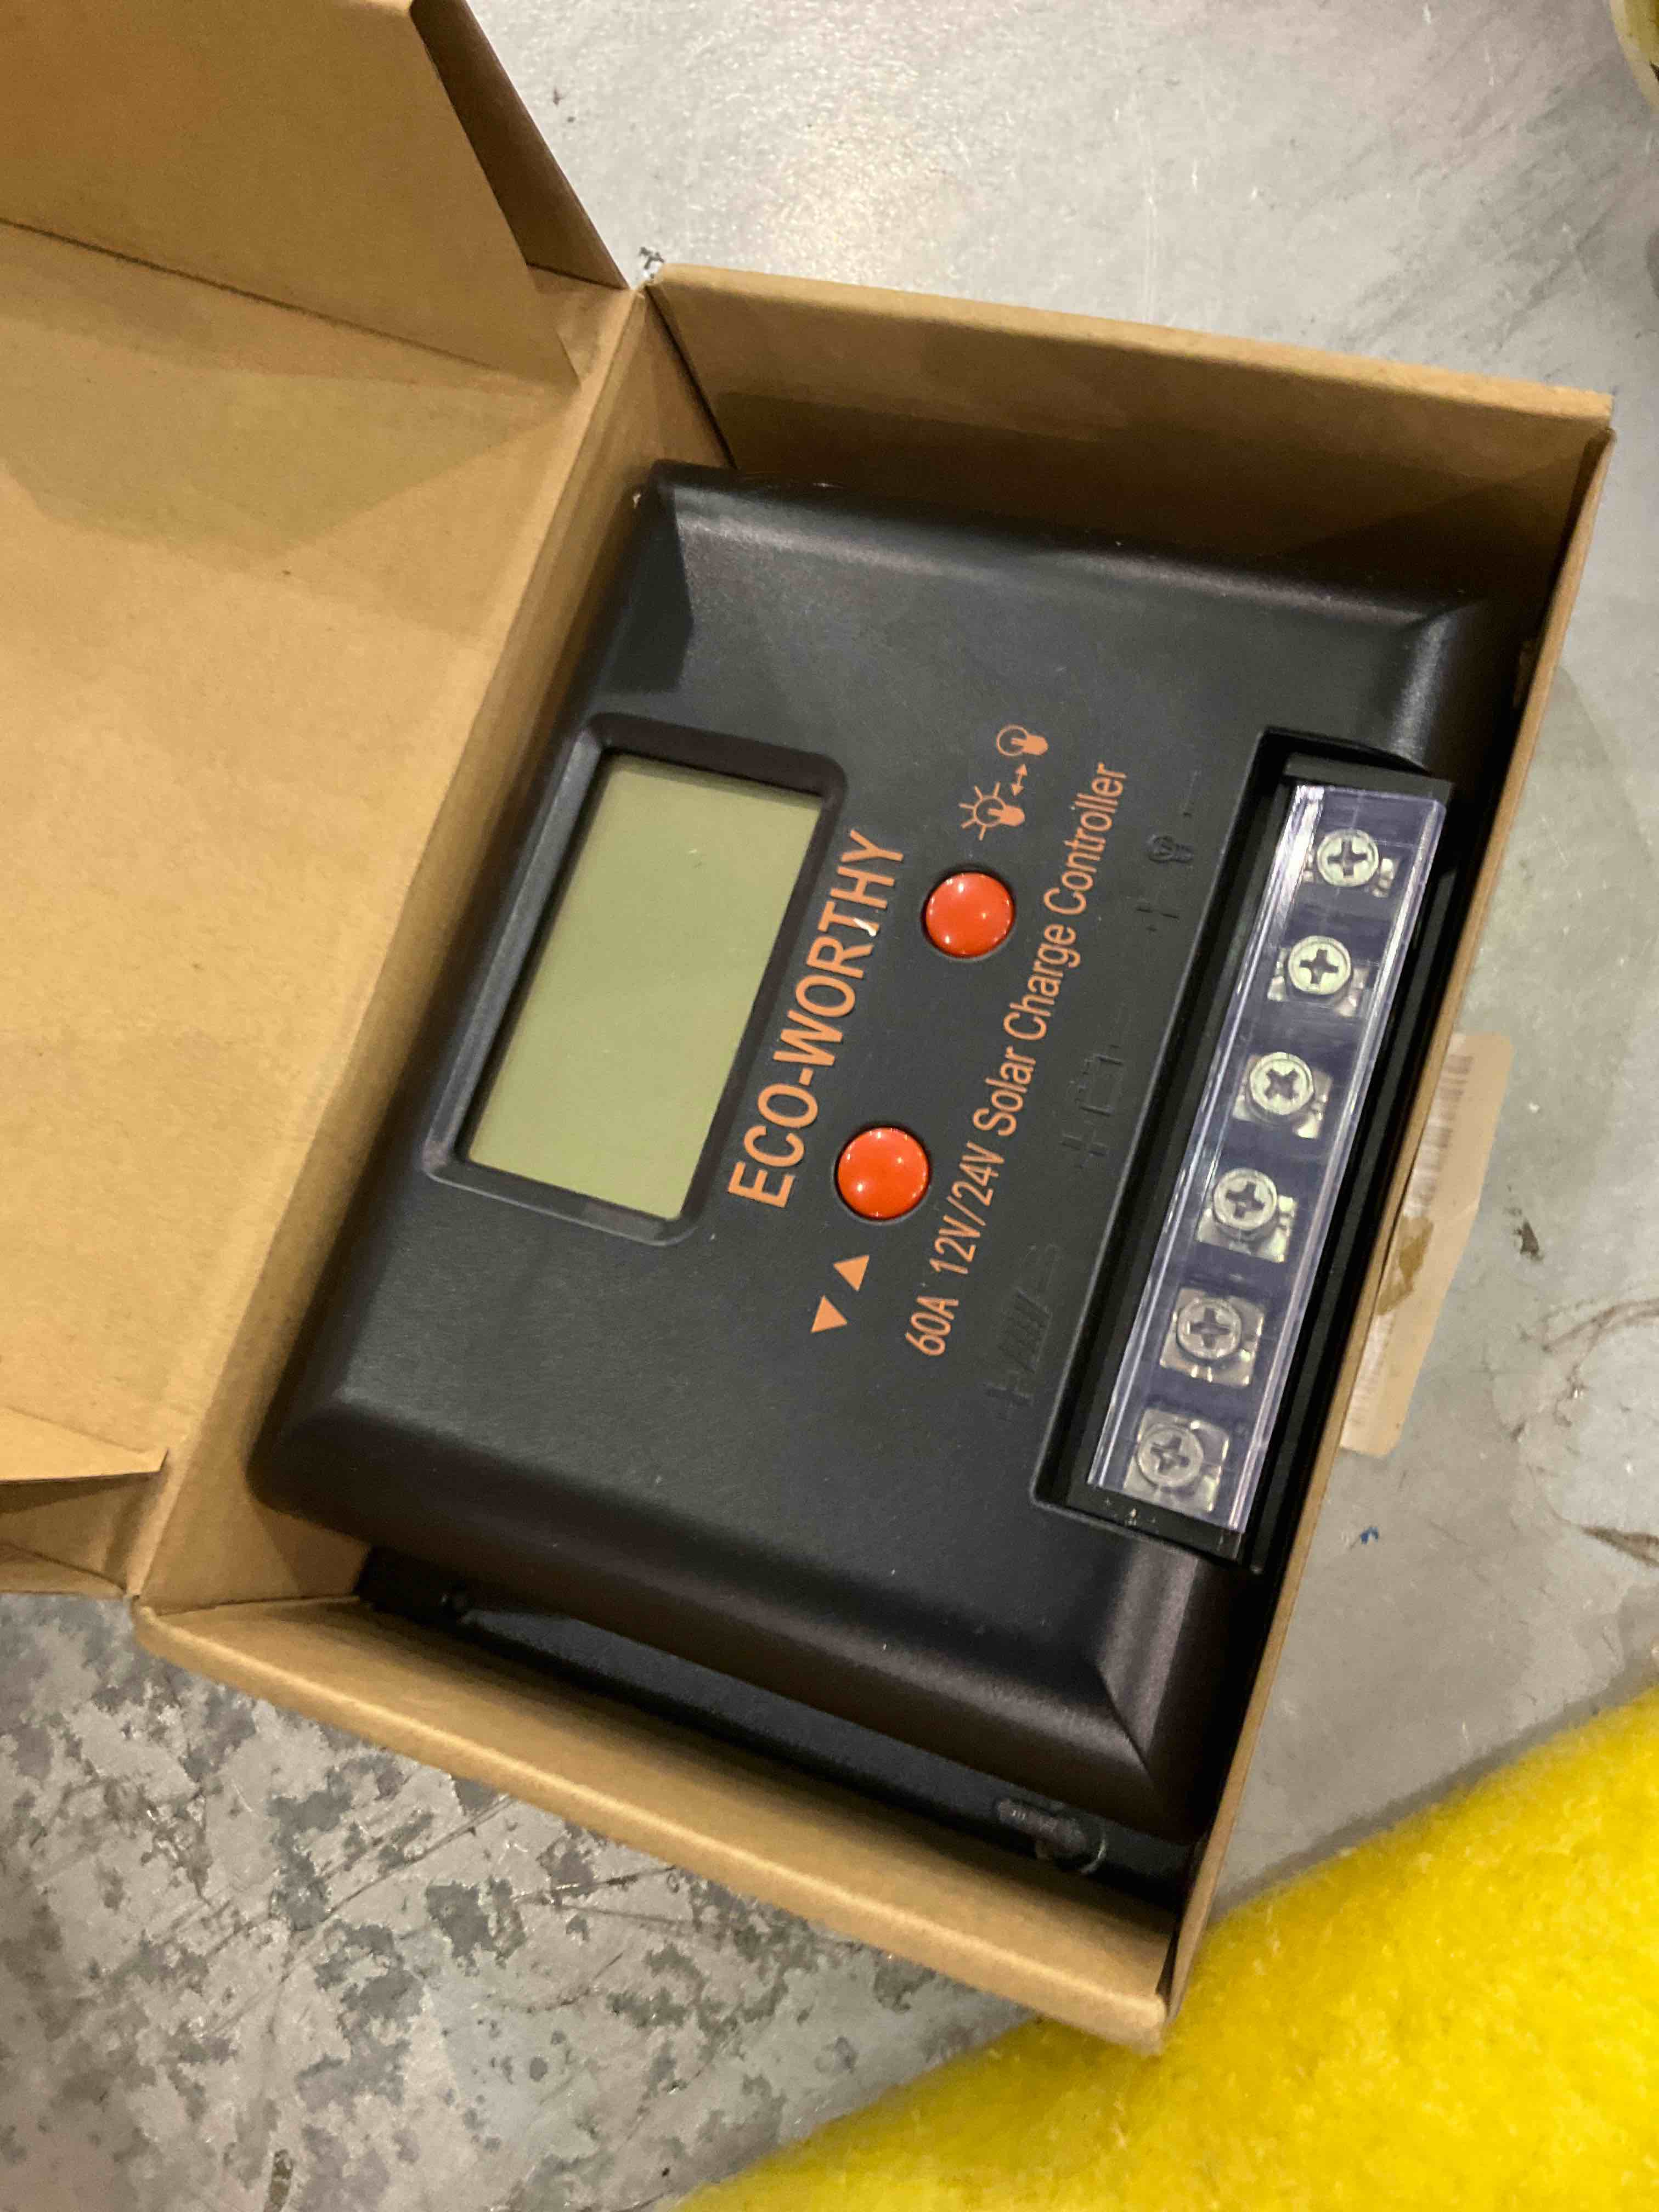 ECO-WORTHY
60A 12V/24V Solar Charge Controller